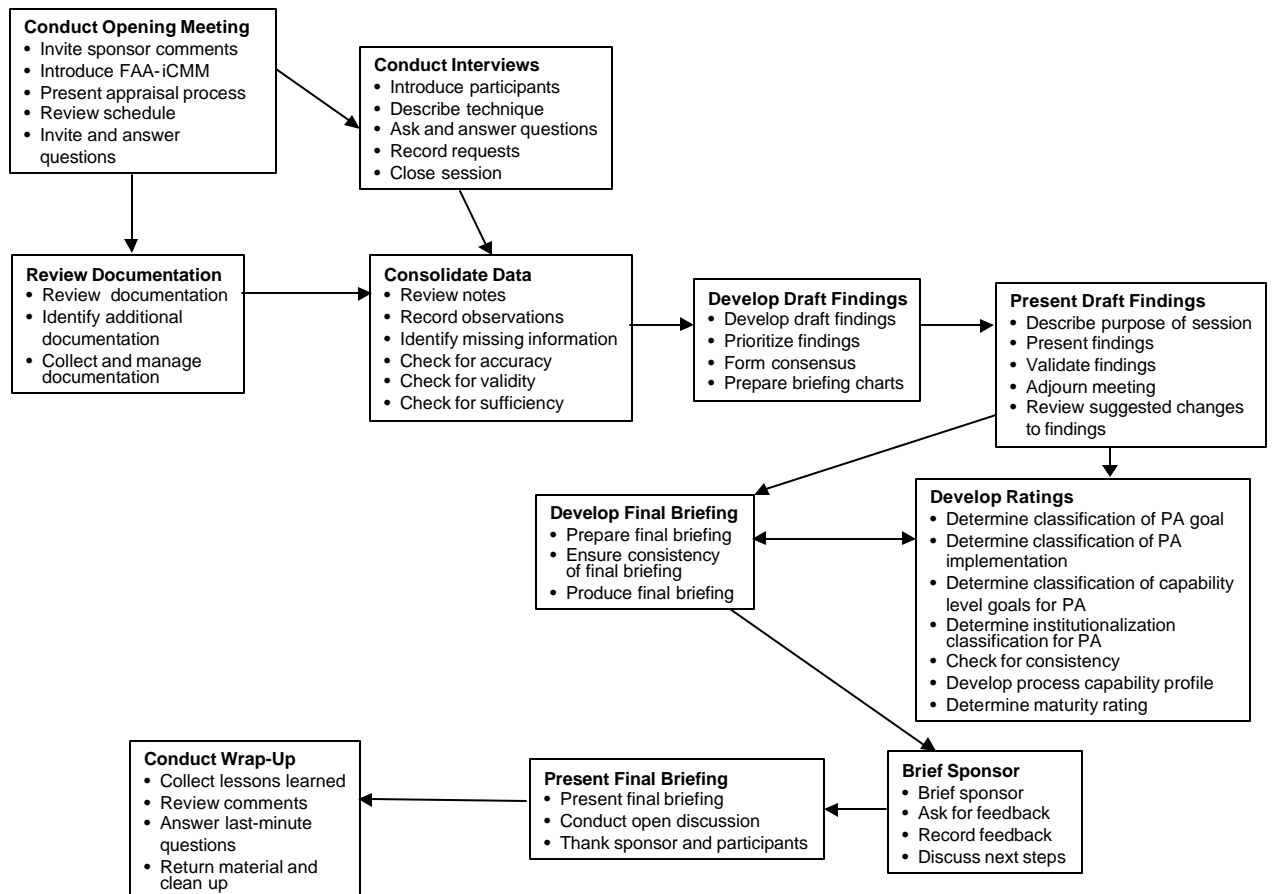 Conduct Opening Meeting
• Invite sponsor comments
• Introduce FAA-iCMM
• Present appraisal process
• Review schedule
• Invite and answer
questions
Conduct Interviews
• Introduce participants
• Describe technique
• Ask and answer questions
• Record requests
• Close session
Review Documentation
• Review documentation
• Identify additional
documentation
• Collect and manage
documentation
Consolidate Data
• Review notes
• Record observations
• Identify missing information
• Check for accuracy
• Check for validity
• Check for sufficiency
Develop Draft Findings
• Develop draft findings
• Prioritize findings
• Form consensus
• Prepare briefing charts
Present Draft Findings
• Describe purpose of session
• Present findings
• Validate findings
• Adjourn meeting
• Review suggested changes
to findings
Develop Final Briefing
• Prepare final briefing
• Ensure consistency
of final briefing
• Produce final briefing
Develop Ratings
• Determine classification of PA goal
• Determine classification of PA
implementation
• Determine classification of capability
level goals for PA
• Determine institutionalization
classification for PA
• Check for consistency
• Develop process capability profile
• Determine maturity rating
Conduct Wrap-Up
• Collect lessons learned
• Review comments
• Answer last-minute
questions
• Return material and
clean up
Present Final Briefing
• Present final briefing
• Conduct open discussion
• Thank sponsor and participants
Brief Sponsor
• Brief sponsor
• Ask for feedback
• Record feedback
• Discuss next steps